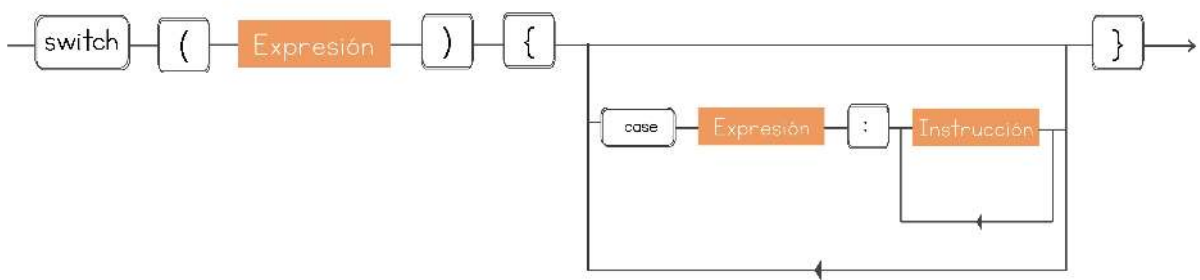 switch ( Expresión ) { }
case Expresión : Instrucción